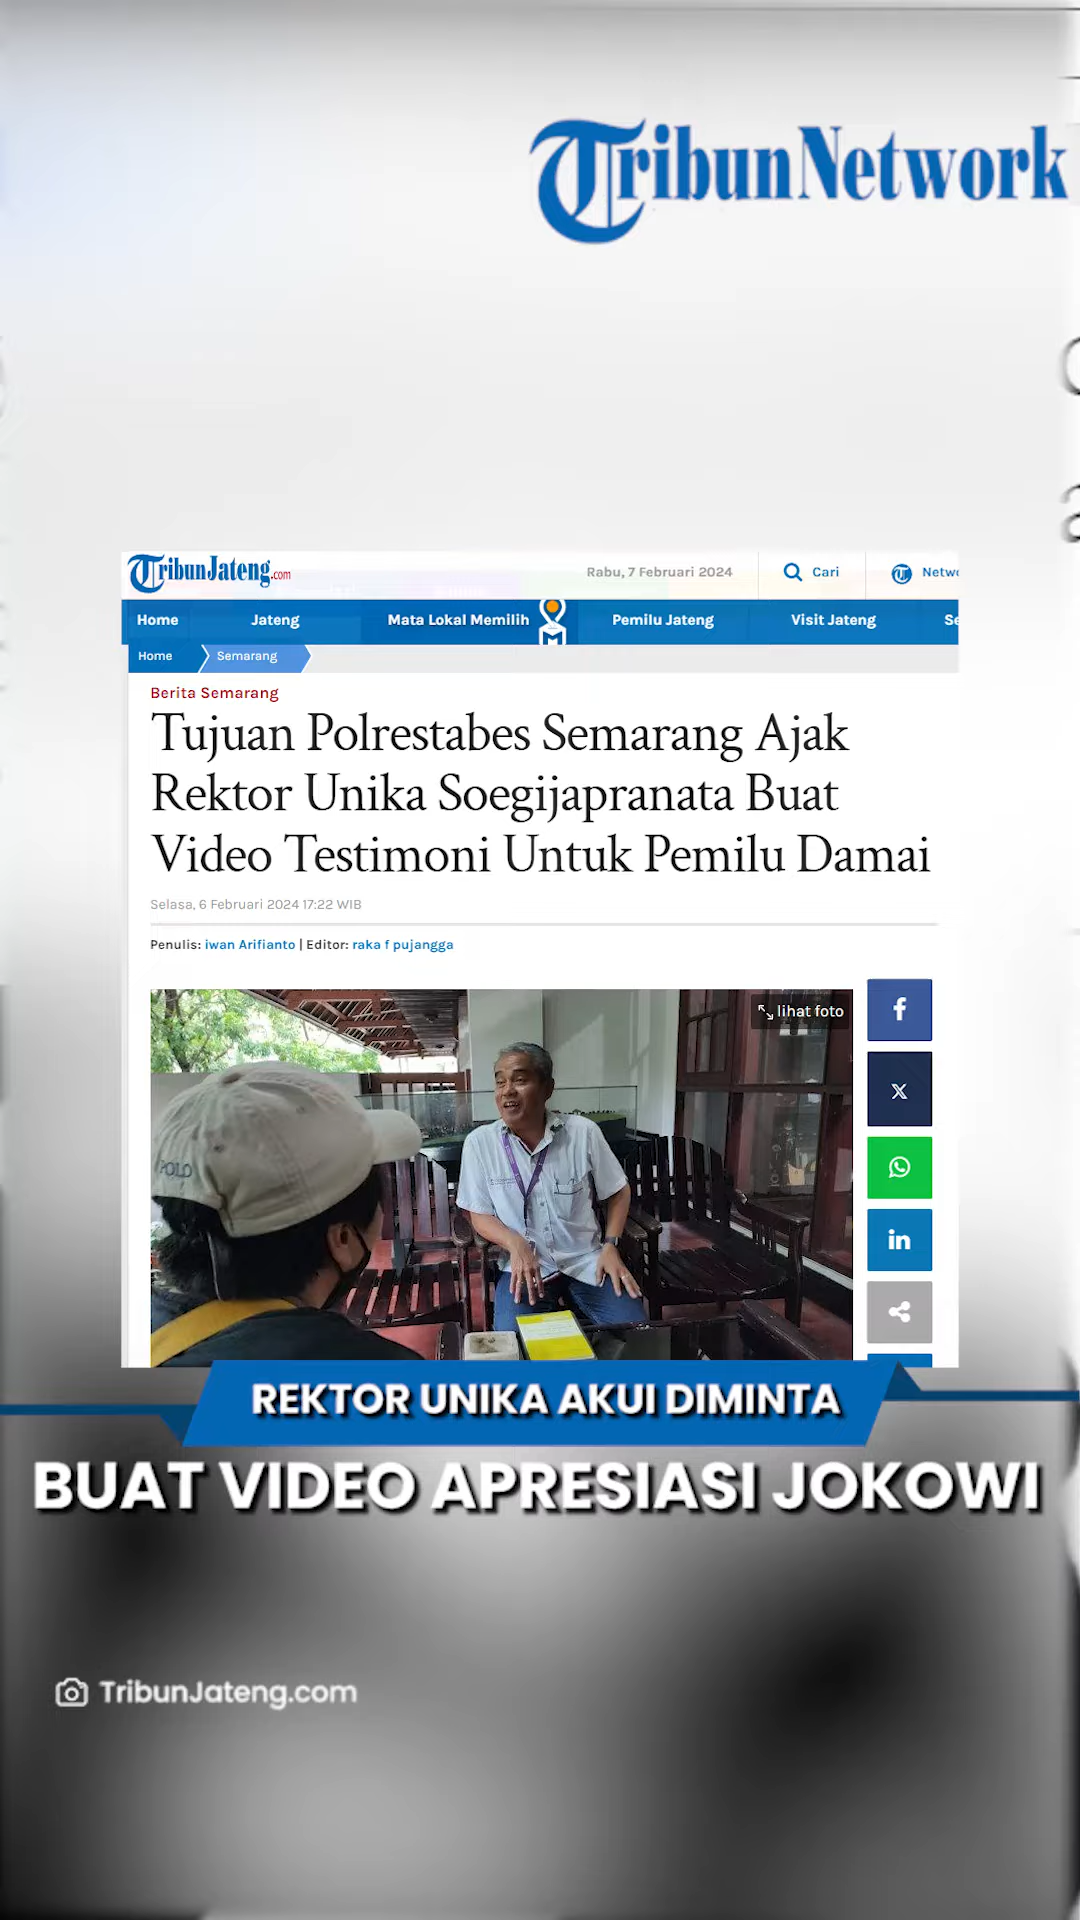 Tribun Network
TribunJateng.com
Rabu, 7 Februari 2024
Cari
Home
Jateng
Mata Lokal Memilih
Pemilu Jateng
Visit Jateng
Home
Semarang
Berita Semarang
Tujuan Polrestabes Semarang Ajak
Rektor Unika Soegijapranata Buat
Video Testimoni Untuk Pemilu Damai
Selasa, 6 Februari 2024 17:22 WIB
Penulis: iwan Arifianto | Editor: raka f pujangga
lihat foto
POLO
REKTOR UNIKA AKUI DIMINTA
BUAT VIDEO APRESIASI JOKOWI
TribunJateng.com